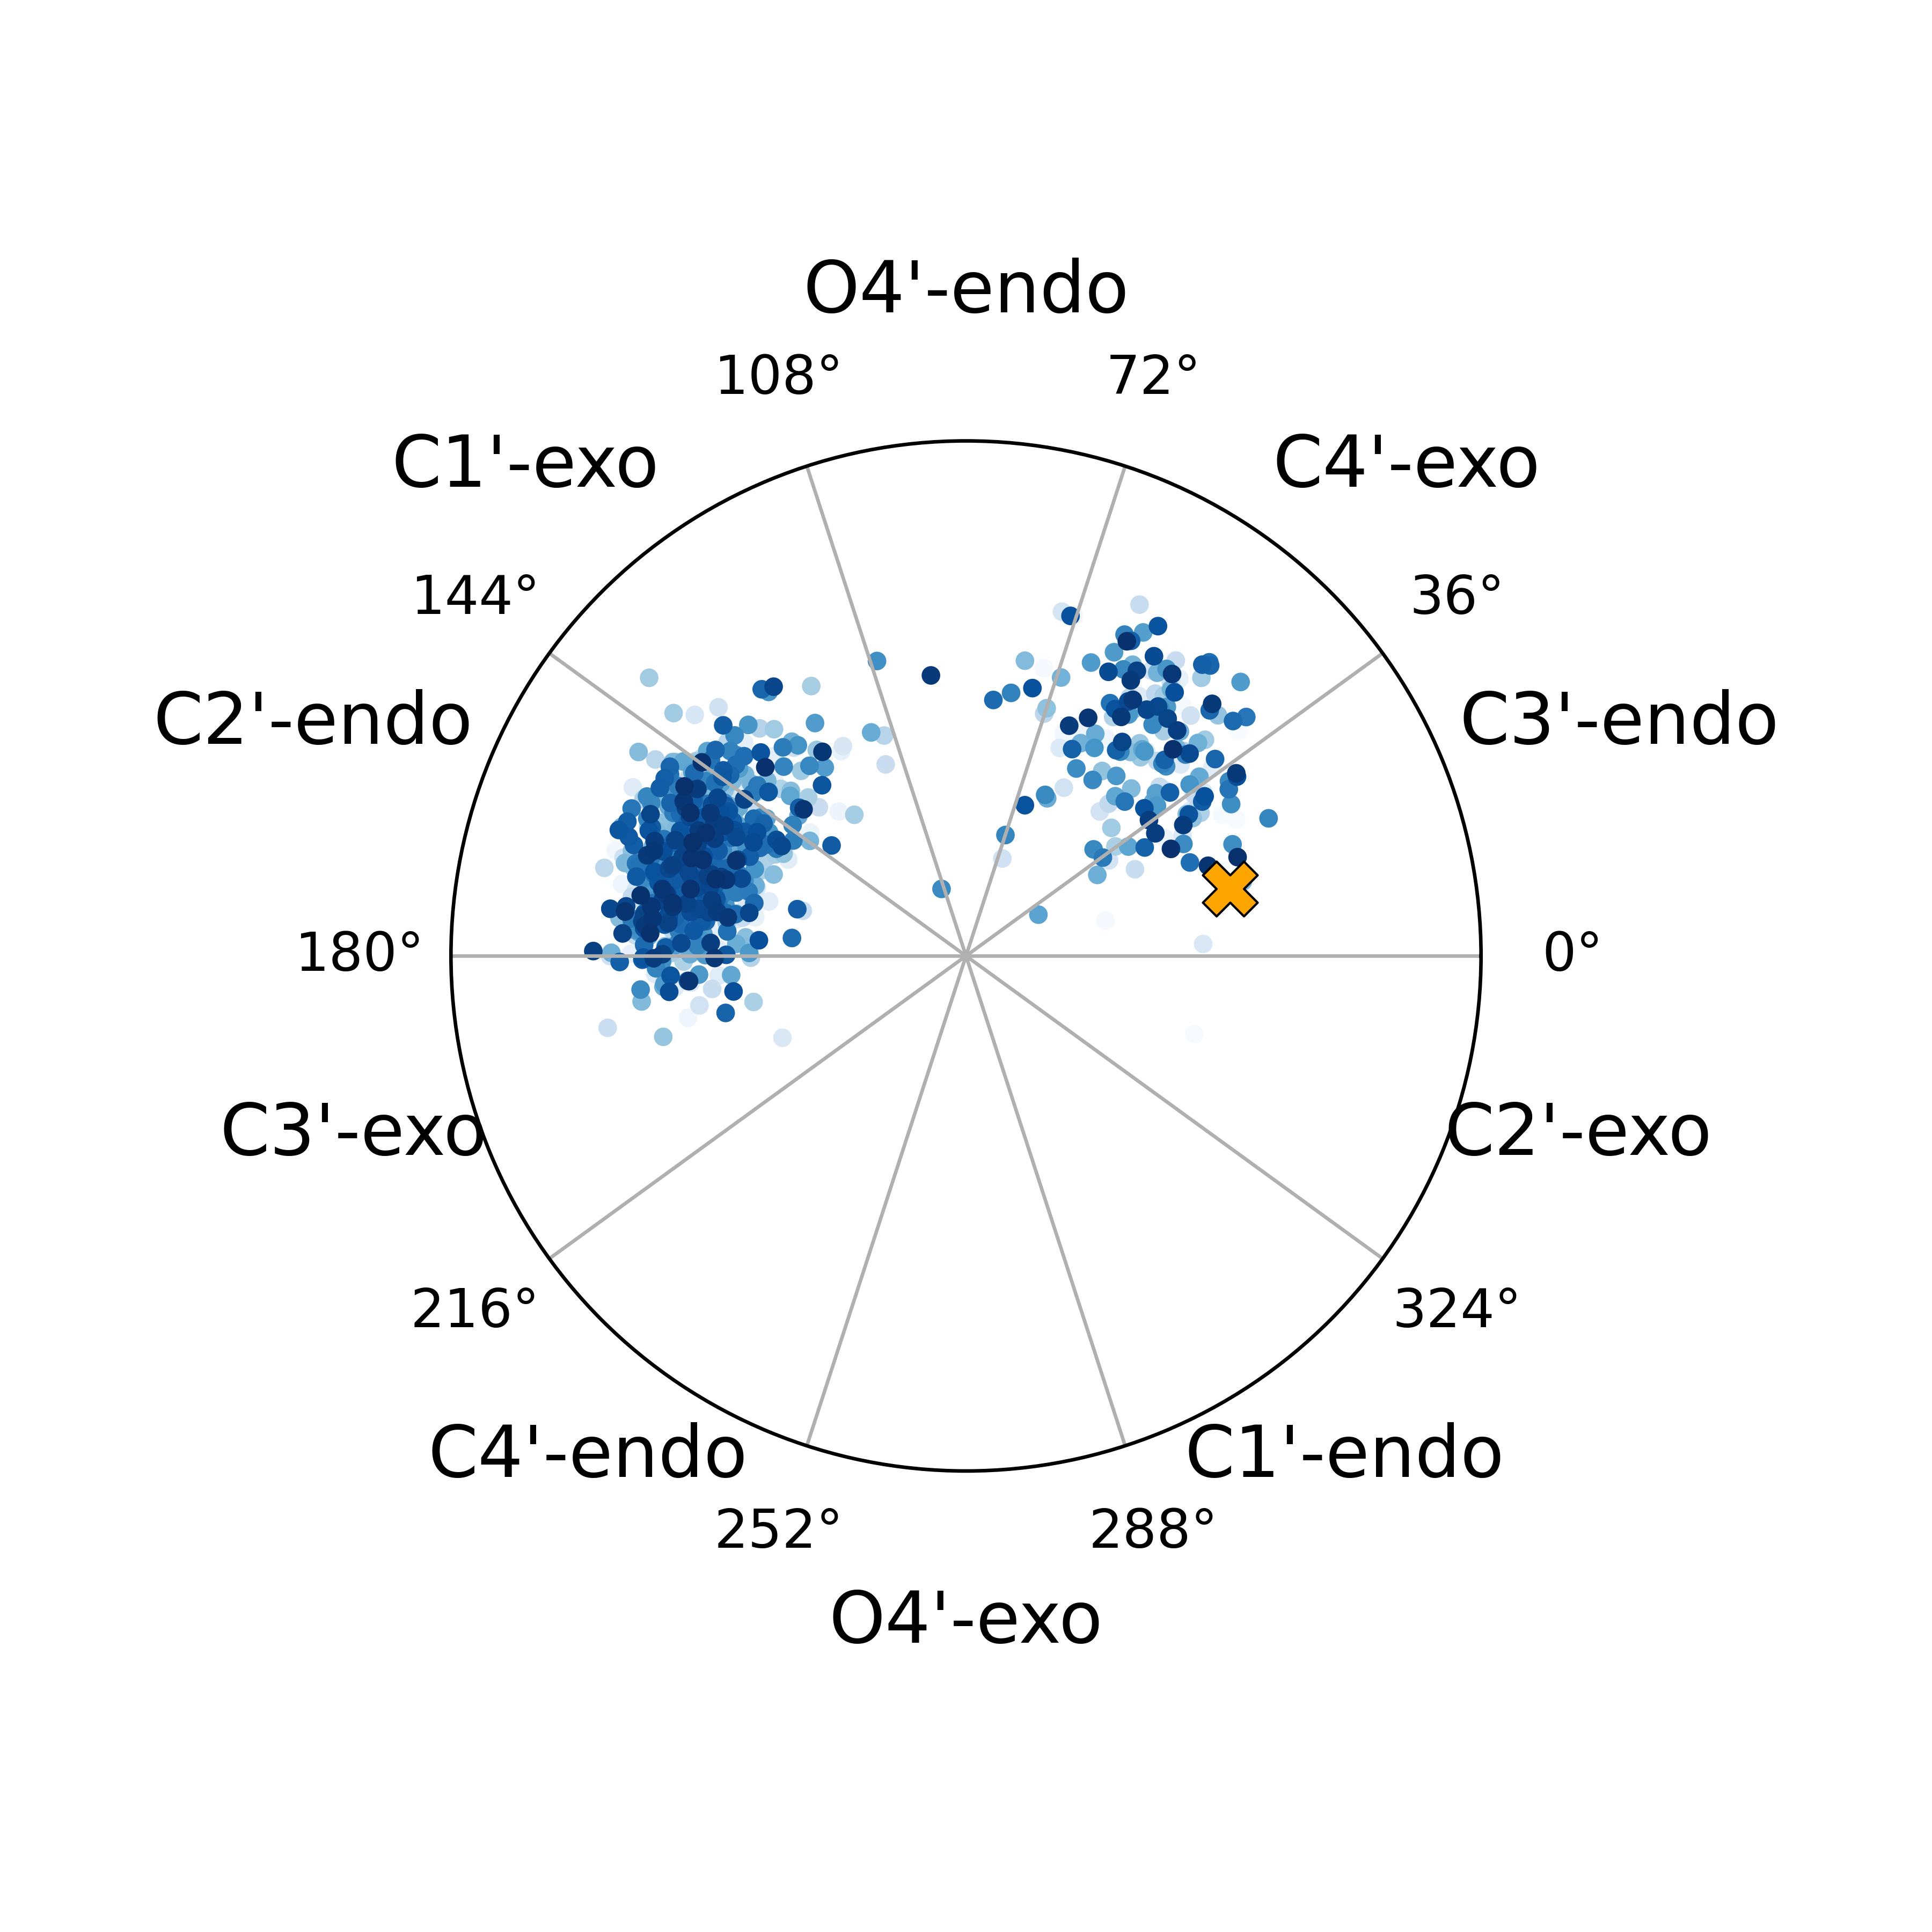 O4'-endo
108°
72°
C1'-exo
C4'-exo
144°
36°
C2'-endo
C3'-endo
180°
0°
C3'-exo
C2'-exo
216°
324°
C4'-endo
C1'-endo
252°
288°
O4'-exo